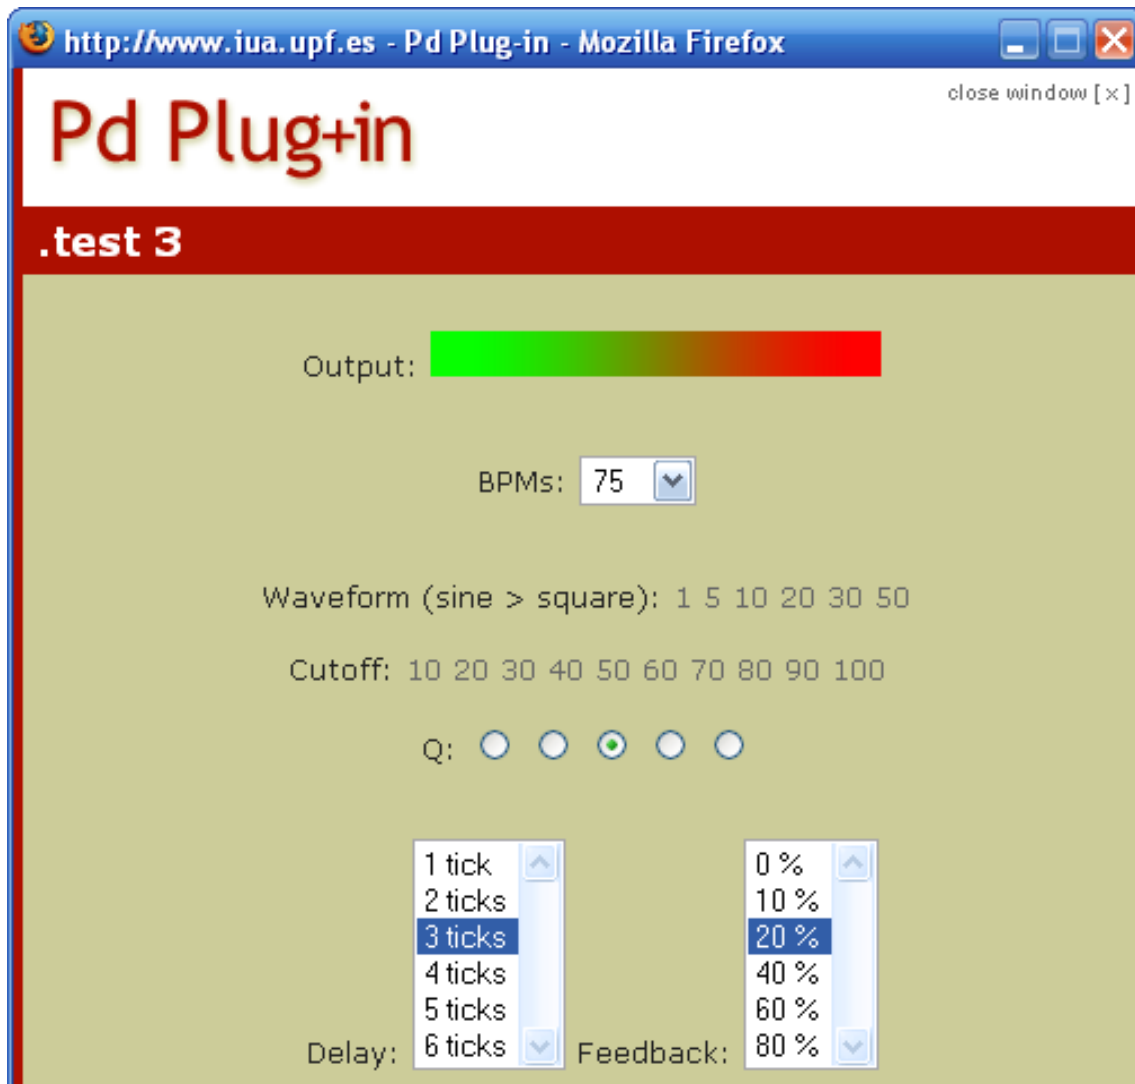 http://www.iua.upf.es - Pd Plug-in - Mozilla Firefox
close window [ x ]
Pd Plug+in
.test 3
Output:
BPMs: 75
Waveform (sine > square): 1 5 10 20 30 50
Cutoff: 10 20 30 40 50 60 70 80 90 100
Q:
Delay:
1 tick
2 ticks
3 ticks
4 ticks
5 ticks
6 ticks
Feedback:
0 %
10 %
20 %
40 %
60 %
80 %